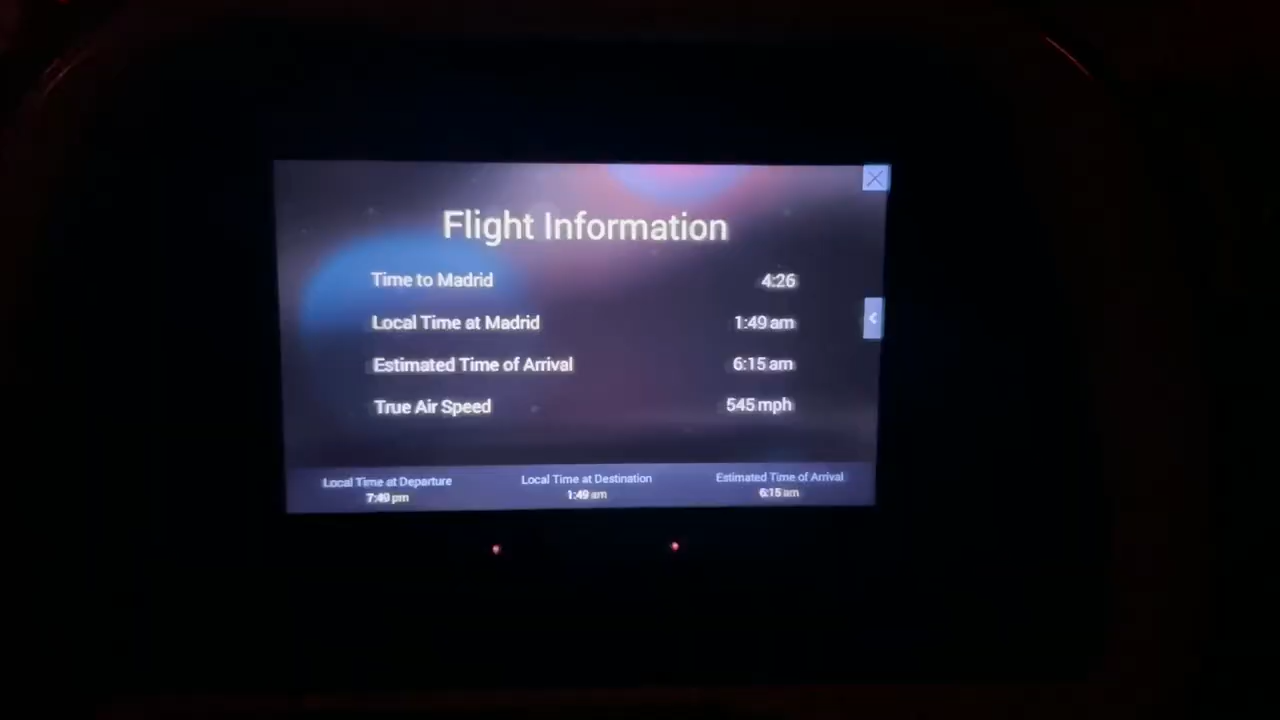 Flight Information
Time to Madrid 4:26
Local Time at Madrid 1:49 am
Estimated Time of Arrival 6:15 am
True Air Speed 545 mph
Local Time at Departure Local Time at Destination Estimated Time of Arrival
7:49 pm 1:49 am 6:15 am